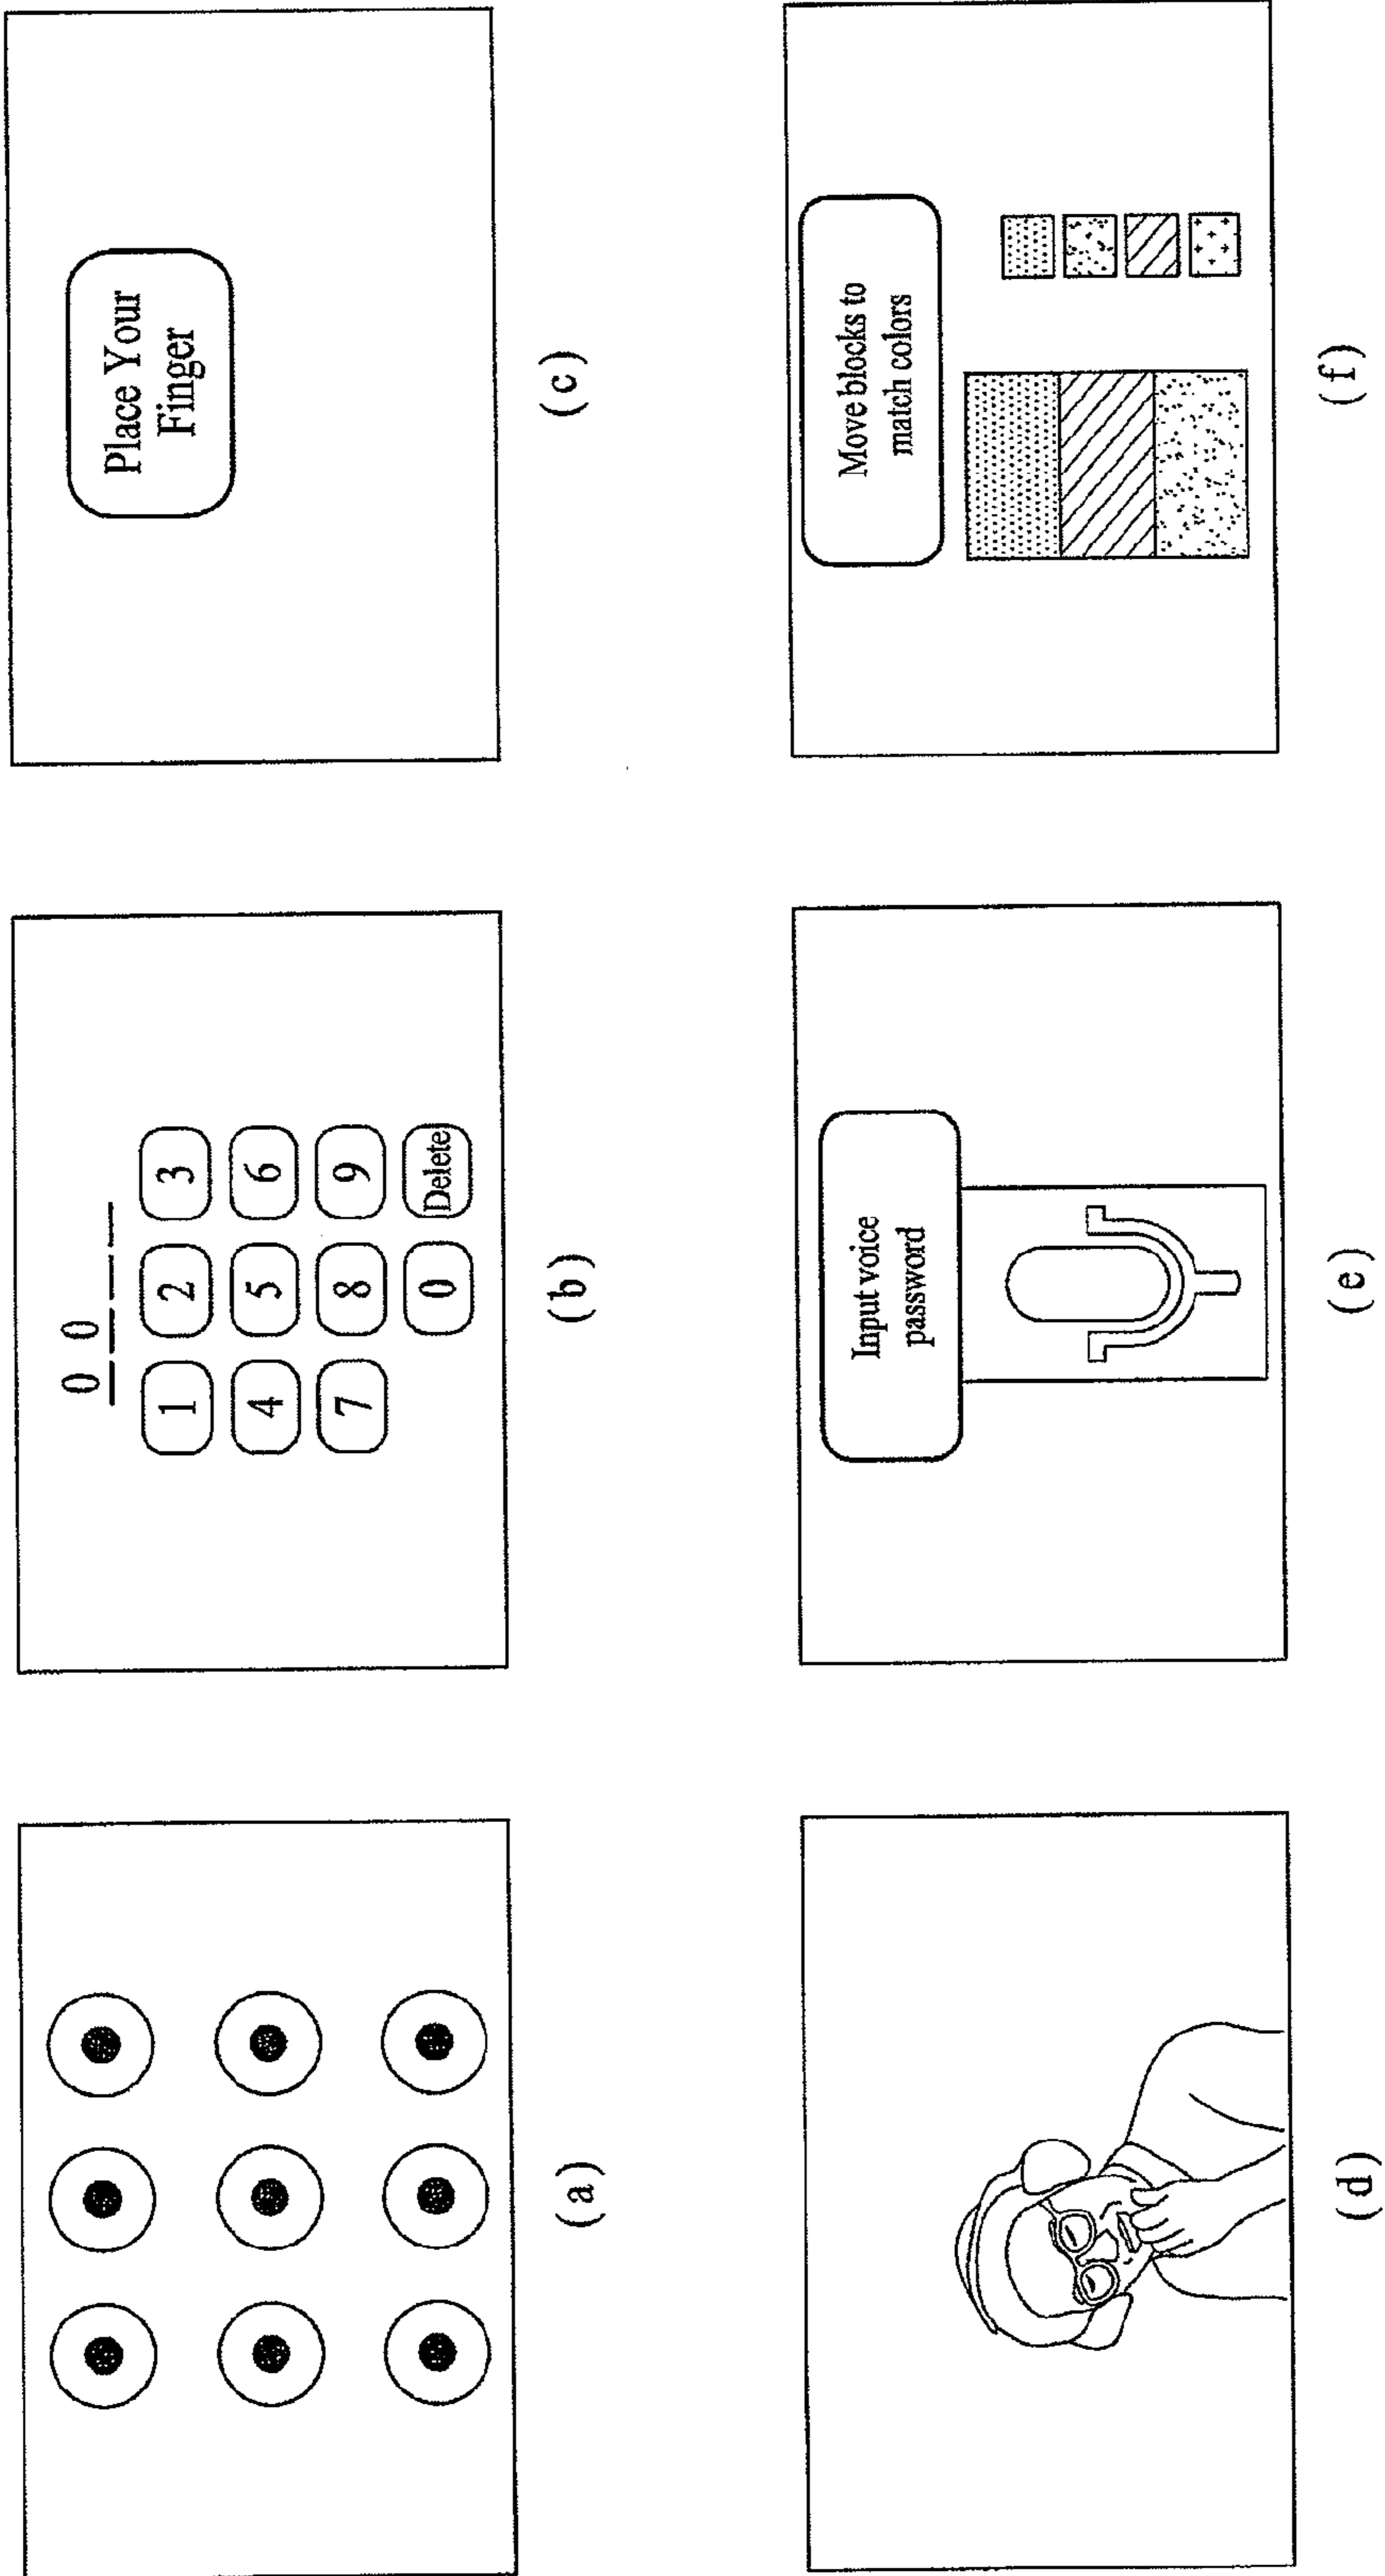 (a)
0 0
1 2 3
4 5 6
7 8 9
0 Delete
(b)
Place Your
Finger
(c)
(d)
Input voice
password
(e)
Move blocks to
match colors
(f)